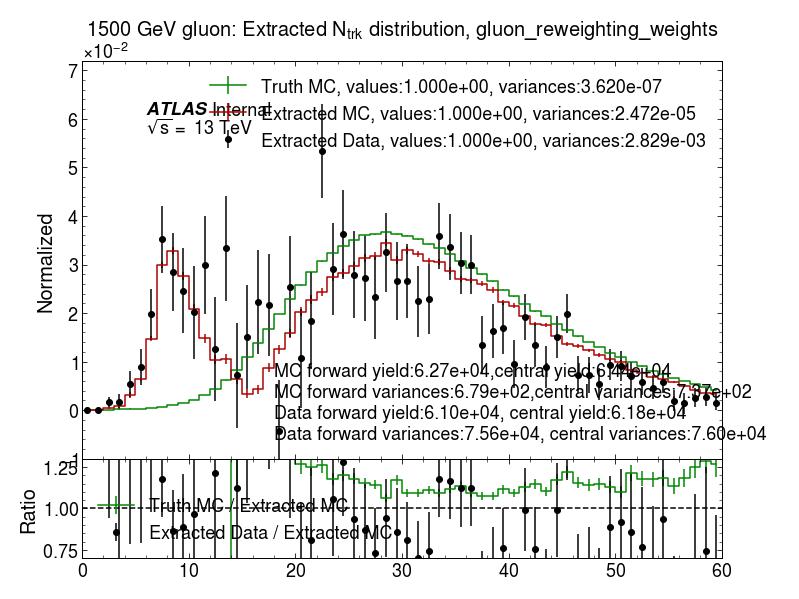 1500 GeV gluon: Extracted Ntrk distribution, gluon_reweighting_weights
×10−2
Truth MC, values:1.000e+00, variances:3.620e-07
ATLAS Internal
Extracted MC, values:1.000e+00, variances:2.472e-05
√s = 13 TeV
Extracted Data, values:1.000e+00, variances:2.829e-03
Normalized
7
6
5
4
3
2
1
0
MC forward yield:6.27e+04,central yield:6.44e+04
MC forward variances:6.79e+02,central variances:7.37e+02
Data forward yield:6.10e+04, central yield:6.18e+04
Data forward variances:7.56e+04, central variances:7.60e+04
Ratio
1
1.25
1.00
0.75
Truth MC / Extracted MC
Extracted Data / Extracted MC
0 10 20 30 40 50 60